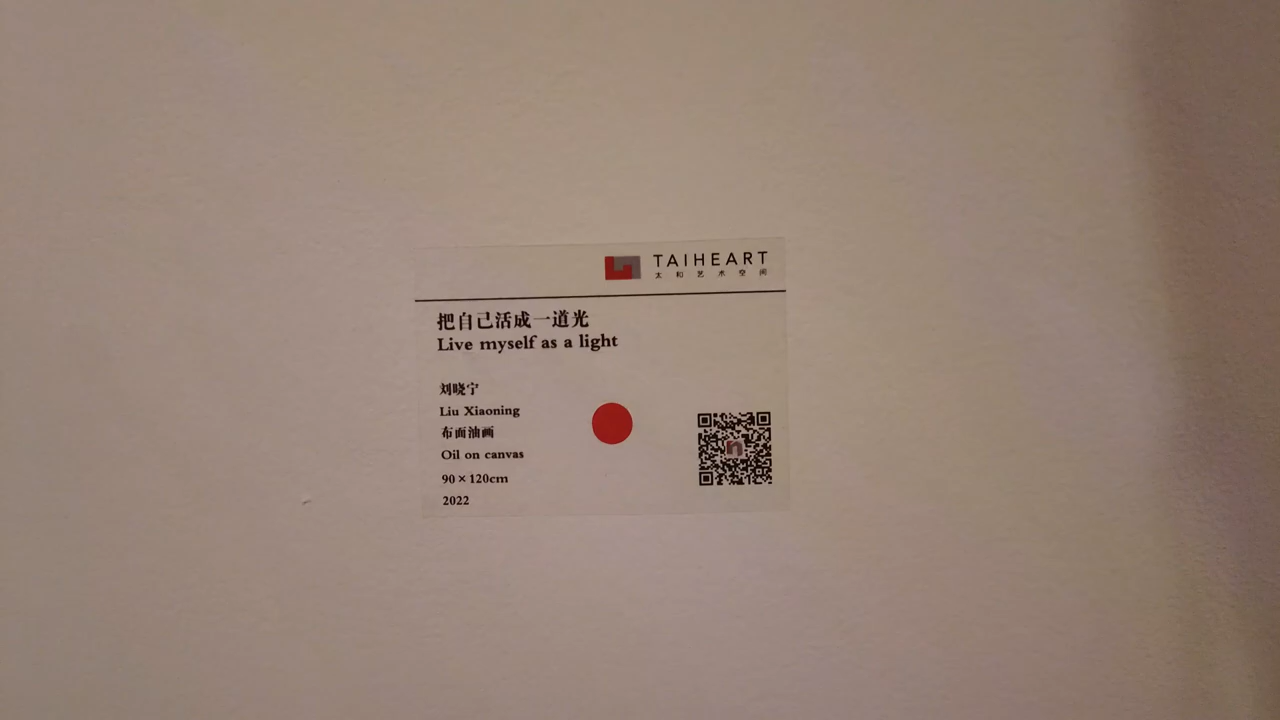 TAIHEART
太和艺术空间
把自己活成一道光
Live myself as a light
刘晓宁
Liu Xiaoning
布面油画
Oil on canvas
90×120cm
2022